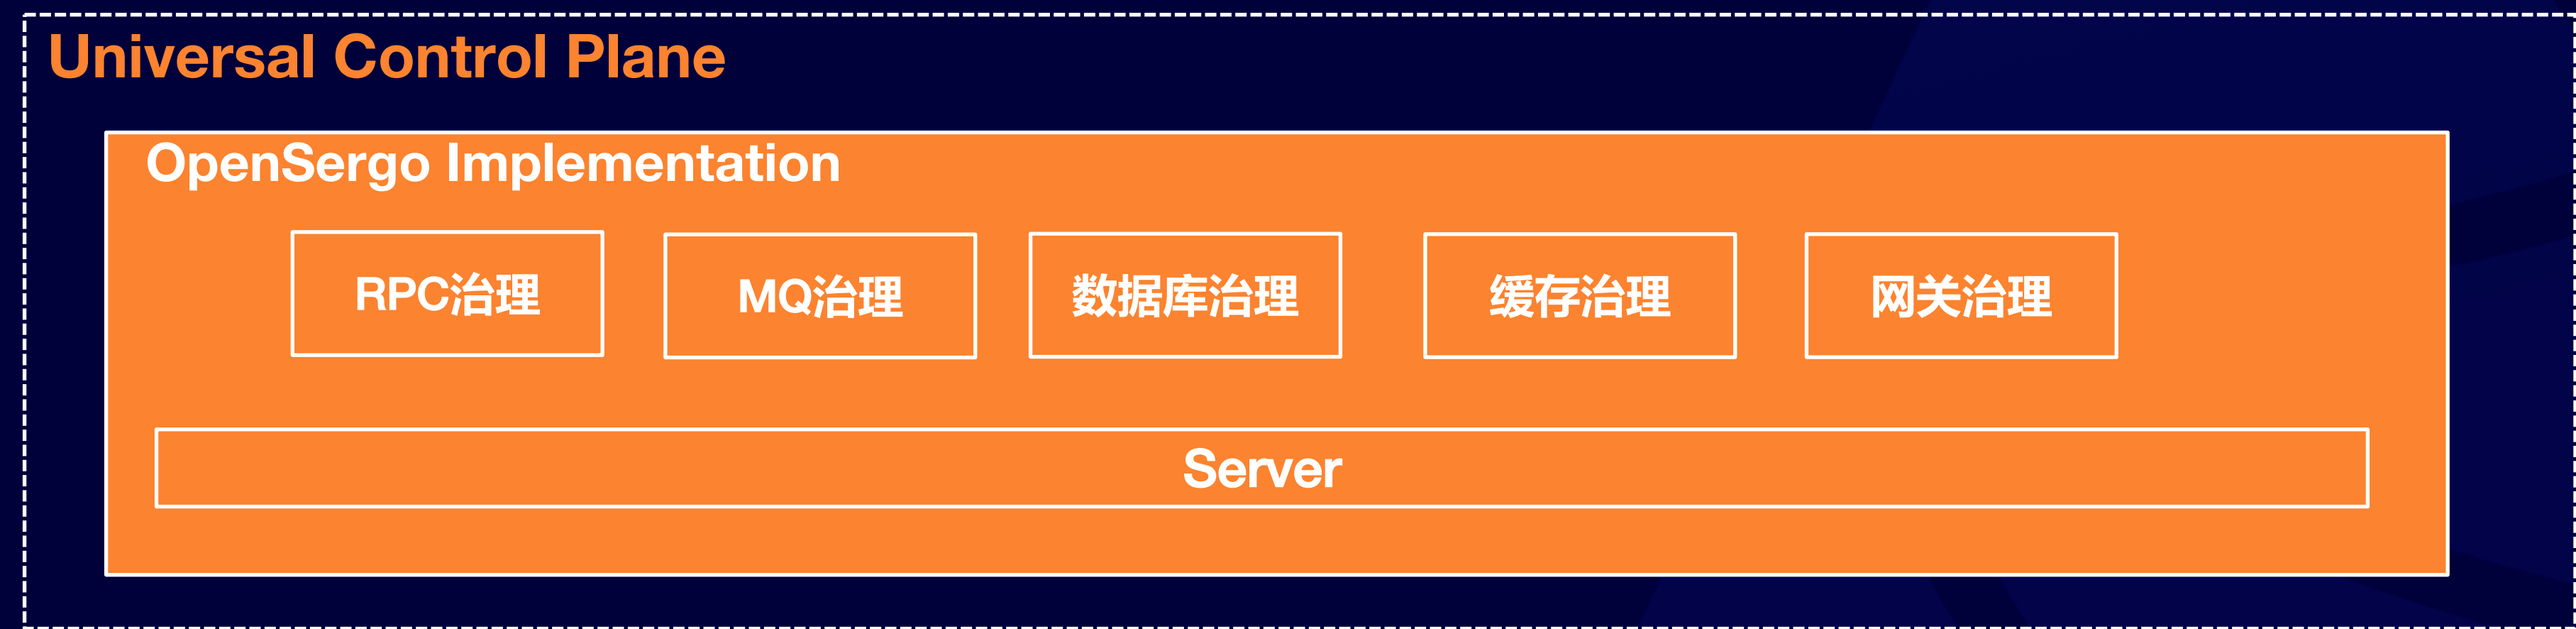 Universal Control Plane
OpenSergo Implementation
RPC治理
MQ治理
数据库治理
缓存治理
网关治理
Server